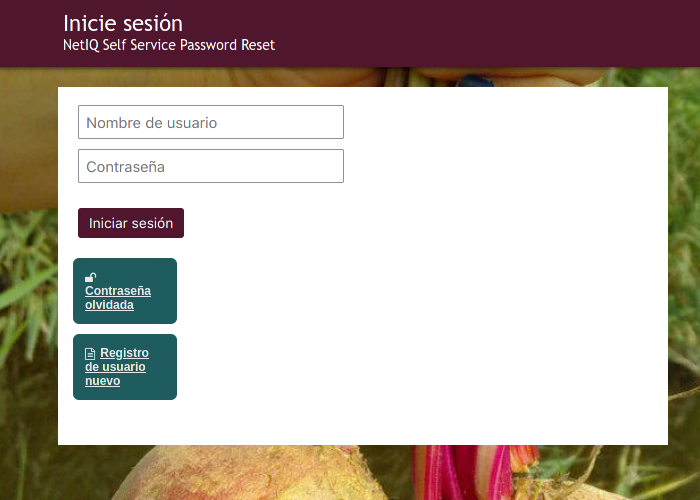 Inicie sesión
NetIQ Self Service Password Reset
Nombre de usuario
Contraseña
Iniciar sesión
Contraseña
olvidada
Registro
de usuario
nuevo